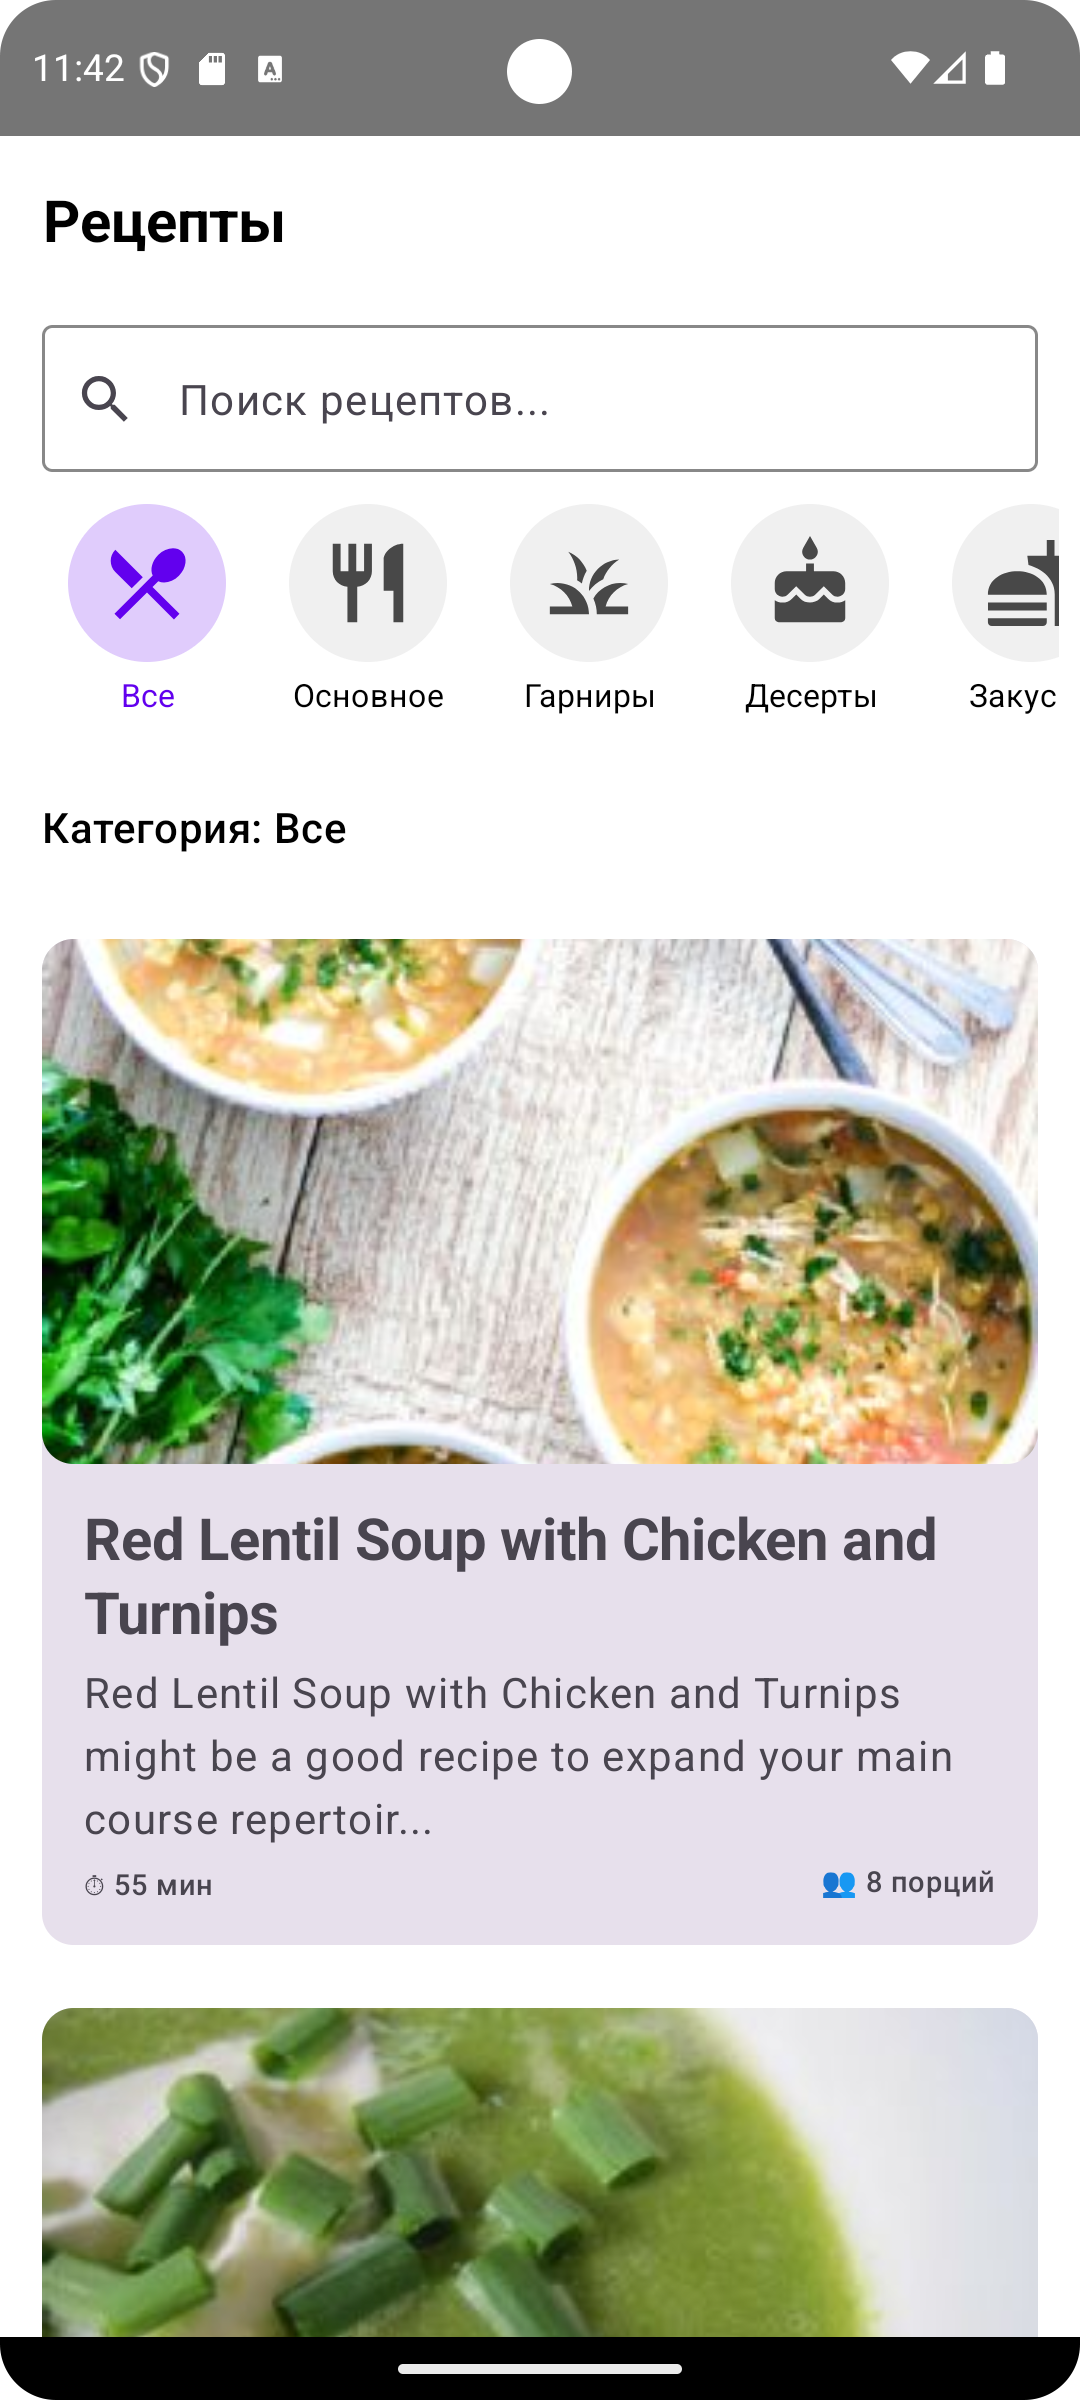 11:42
Рецепты
Поиск рецептов...
Все
Основное
Гарниры
Десерты
Закус
Категория: Все
Red Lentil Soup with Chicken and
Turnips
Red Lentil Soup with Chicken and Turnips
might be a good recipe to expand your main
course repertoir...
⏱ 55 мин
👥 8 порций